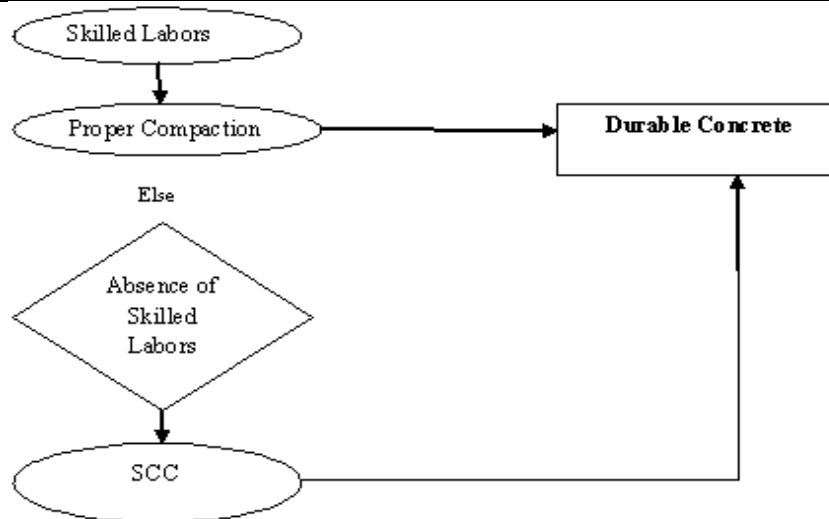 Skilled Labors
Proper Compaction
Durable Concrete
Else
Absence of
Skilled
Labors
SCC